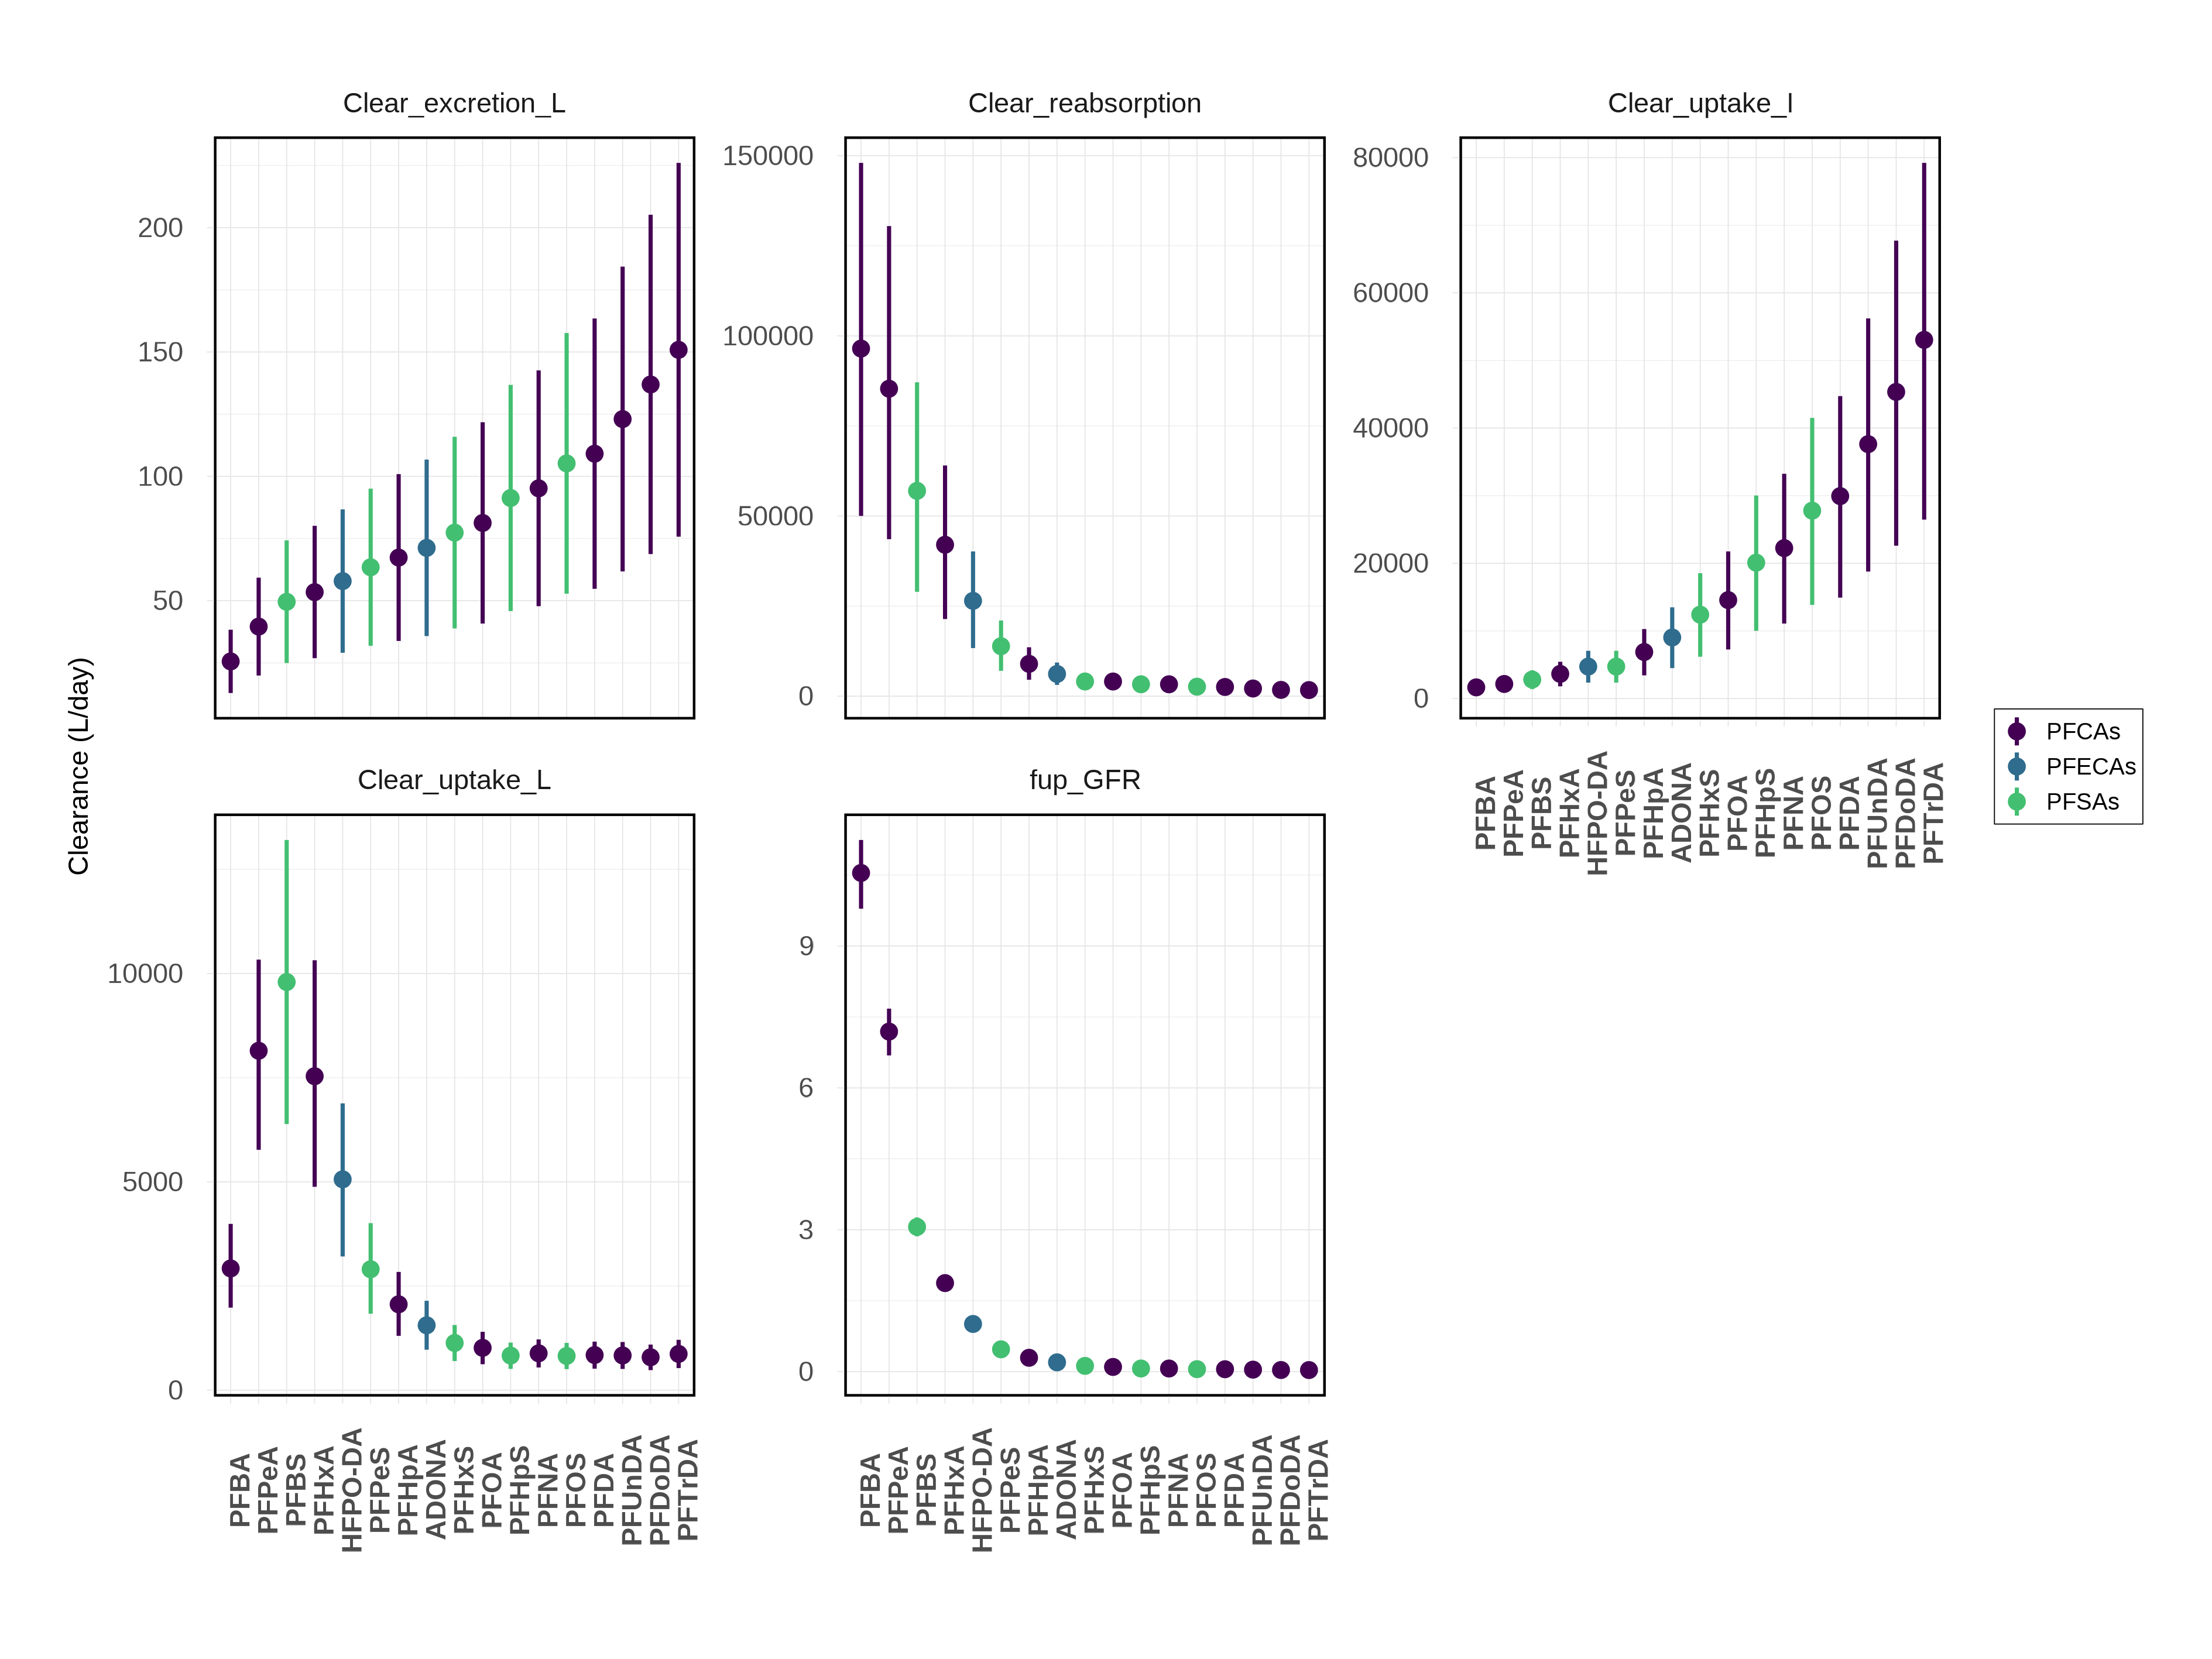 Clear_excretion_L
Clear_reabsorption
Clear_uptake_I
200
150
100
50
150000
100000
50000
0
80000
60000
40000
20000
0
Clearance (L/day)
PFBA
PFPeA
PFBS
PFHxA
HFPO-DA
PFPeS
PFHpA
ADONA
PFHxS
PFOA
PFHpS
PFNA
PFOS
PFDA
PFUnDA
PFDoDA
PFTrDA
PFCAs
PFECAs
PFSAs
Clear_uptake_L
fup_GFR
10000
5000
0
9
6
3
0
PFBA
PFPeA
PFBS
PFHxA
HFPO-DA
PFPeS
PFHpA
ADONA
PFHxS
PFOA
PFHpS
PFNA
PFOS
PFDA
PFUnDA
PFDoDA
PFTrDA
PFBA
PFPeA
PFBS
PFHxA
HFPO-DA
PFPeS
PFHpA
ADONA
PFHxS
PFOA
PFHpS
PFNA
PFOS
PFDA
PFUnDA
PFDoDA
PFTrDA